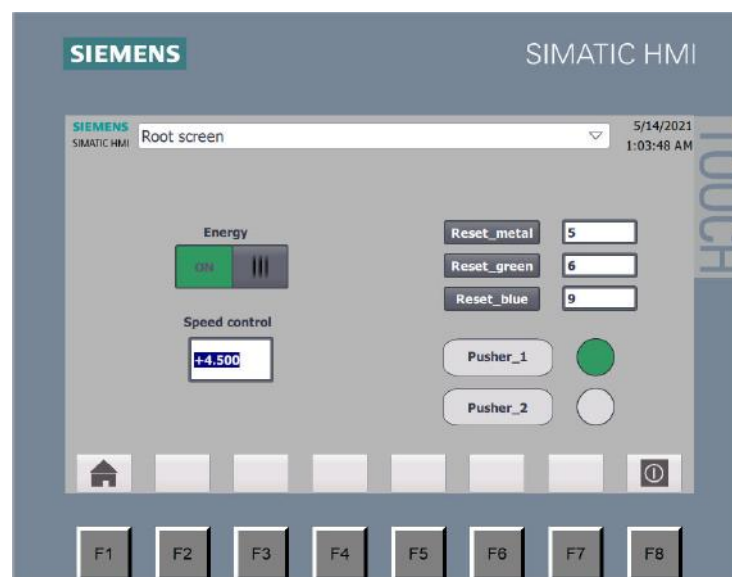 SIEMENS
SIMATIC HMI
SIEMENS
SIMATIC HMI
Root screen
5/14/2021
1:03:48 AM
TOUCH
Energy
ON
Speed control
+4.500
Reset_metal
5
Reset_green
6
Reset_blue
9
Pusher_1
Pusher_2
F1
F2
F3
F4
F5
F6
F7
F8